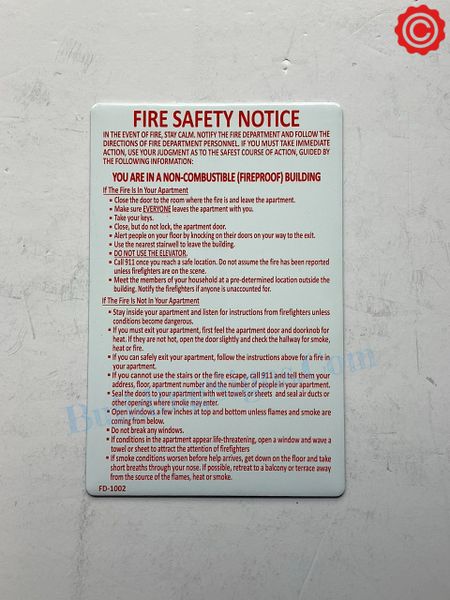 ©
FIRE SAFETY NOTICE
IN THE EVENT OF FIRE, STAY CALM. NOTIFY THE FIRE DEPARTMENT AND FOLLOW THE
DIRECTIONS OF FIRE DEPARTMENT PERSONNEL. IF YOU MUST TAKE IMMEDIATE
ACTION, USE YOUR JUDGMENT AS TO THE SAFEST COURSE OF ACTION, GUIDED BY
THE FOLLOWING INFORMATION:
YOU ARE IN A NON-COMBUSTIBLE (FIREPROOF) BUILDING
If The Fire Is In Your Apartment
▪ Close the door to the room where the fire is and leave the apartment.
▪ Make sure EVERYONE leaves the apartment with you.
▪ Take your keys.
▪ Close, but do not lock, the apartment door.
▪ Alert people on your floor by knocking on their doors on your way to the exit.
▪ Use the nearest stairwell to leave the building.
▪ DO NOT USE THE ELEVATOR.
▪ Call 911 once you reach a safe location. Do not assume the fire has been reported
unless firefighters are on the scene.
▪ Meet the members of your household at a pre-determined location outside the
building. Notify the firefighters if anyone is unaccounted for.
If The Fire Is Not In Your Apartment
▪ Stay inside your apartment and listen for instructions from firefighters unless
conditions become dangerous.
▪ If you must exit your apartment, first feel the apartment door and doorknob for
heat. If they are not hot, open the door slightly and check the hallway for smoke,
heat or fire.
▪ If you can safely exit your apartment, follow the instructions above for a fire in
your apartment.
▪ If you cannot use the stairs or the fire escape, call 911 and tell them your
address, floor, apartment number and the number of people in your apartment.
▪ Seal the doors to your apartment with wet towels or sheets and seal air ducts or
other openings where smoke may enter.
▪ Open windows a few inches at top and bottom unless flames and smoke are
coming from below.
▪ Do not break any windows.
▪ If conditions in the apartment appear life-threatening, open a window and wave a
towel or sheet to attract the attention of firefighters
▪ If smoke conditions worsen before help arrives, get down on the floor and take
short breaths through your nose. If possible, retreat to a balcony or terrace away
from the source of the flames, heat or smoke.
FD-1002